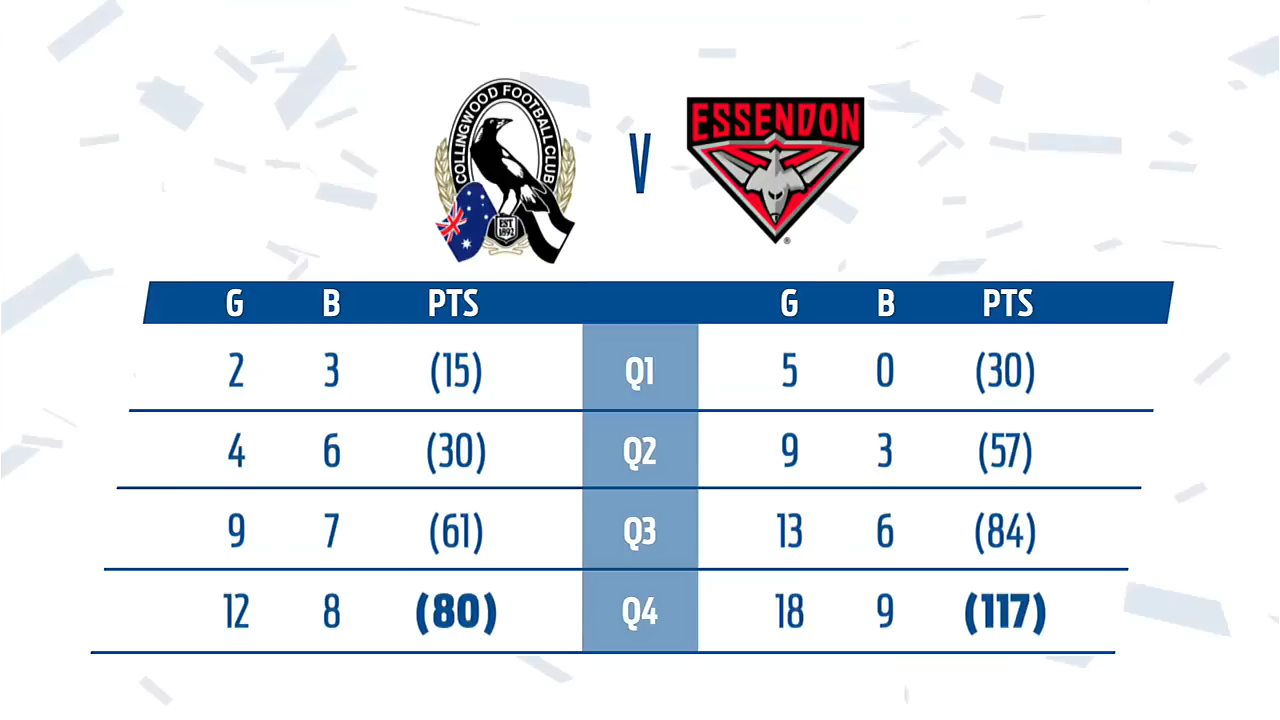 COLLINGWOOD FOOTBALL CLUB
EST
1892
V
ESSENDON
®
G B PTS G B PTS
2 3 (15) Q1 5 0 (30)
4 6 (30) Q2 9 3 (57)
9 7 (61) Q3 13 6 (84)
12 8 (80) Q4 18 9 (117)